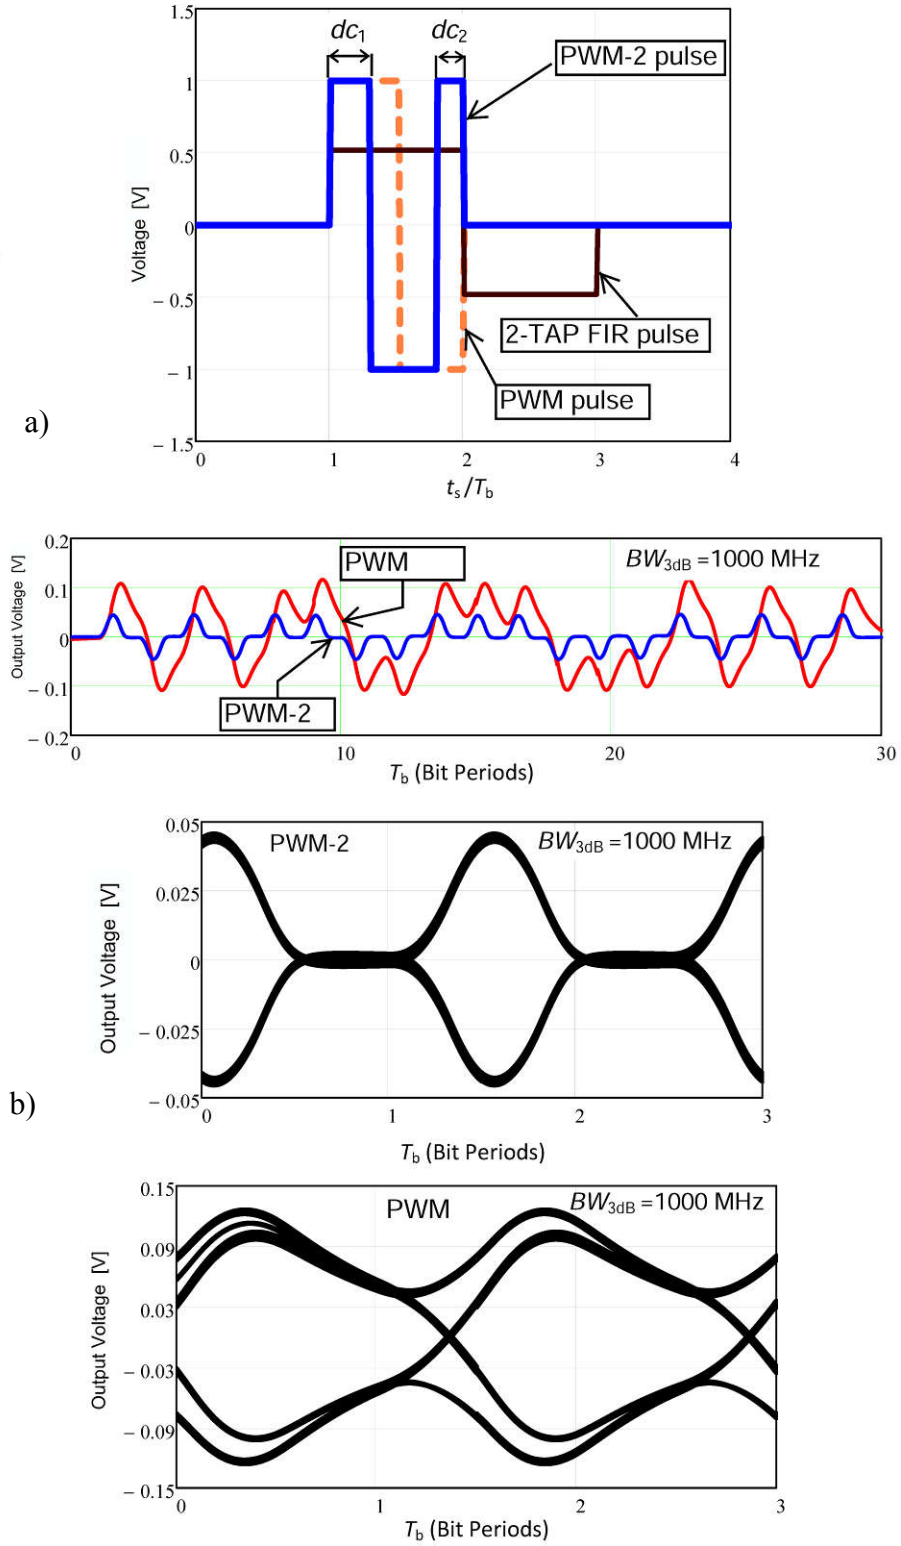 1.5
dc1
dc2
PWM-2 pulse
1
0.5
Voltage [V]
0
– 0.5
2-TAP FIR pulse
– 1
PWM pulse
a)
– 1.5
0 1 2 3 4
ts/Tb
0.2
PWM
BW3dB =1000 MHz
0.1
Output Voltage [V]
0
– 0.1
PWM-2
– 0.2
0 10 20 30
Tb (Bit Periods)
0.05
PWM-2
BW3dB =1000 MHz
0.025
Output Voltage [V]
0
– 0.025
b)
– 0.05
0 1 2 3
Tb (Bit Periods)
0.15
PWM
BW3dB =1000 MHz
0.09
Output Voltage [V]
0.03
– 0.03
– 0.09
– 0.15
0 1 2 3
Tb (Bit Periods)